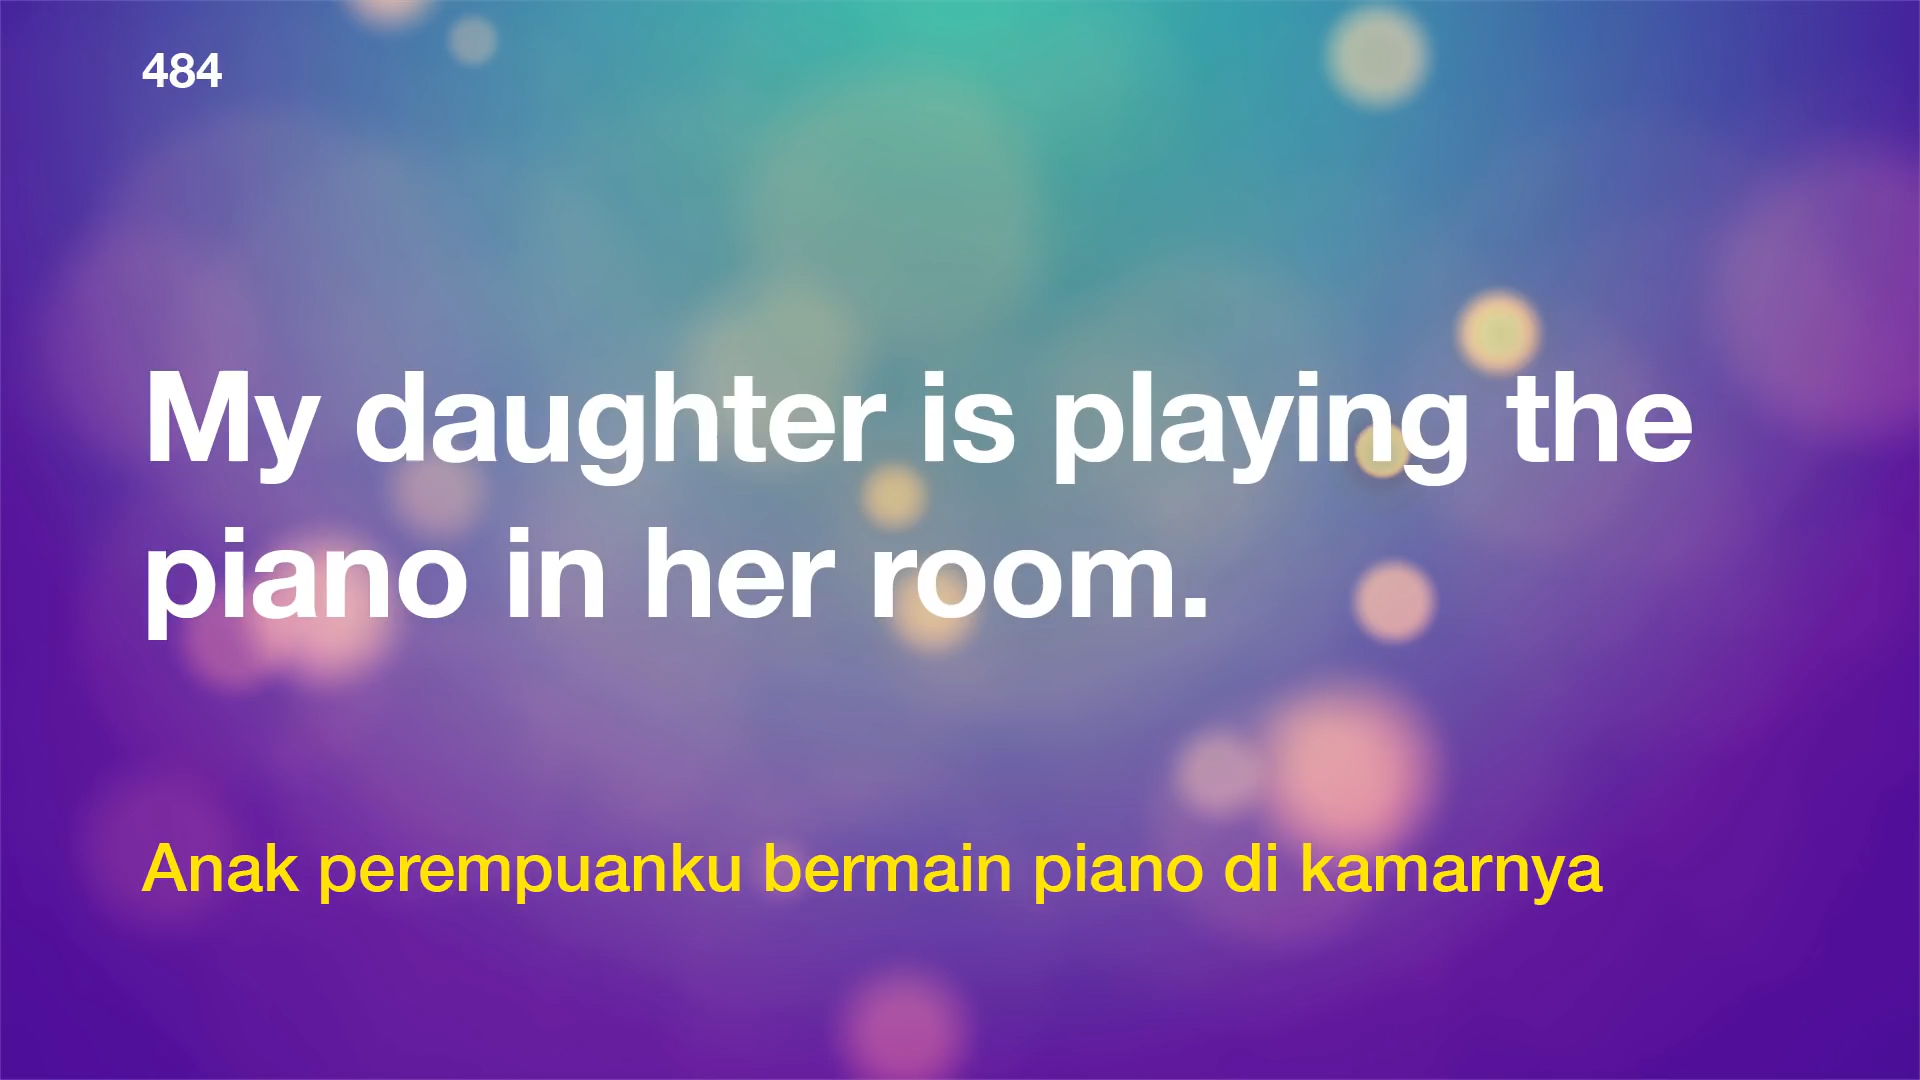 484
My daughter is playing the
piano in her room.
Anak perempuanku bermain piano di kamarnya